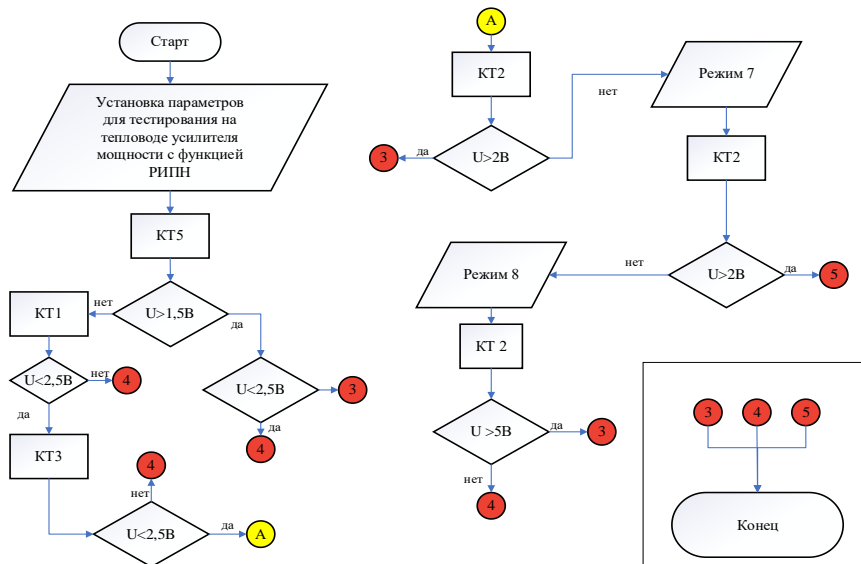 Старт
Установка параметров
для тестирования на
тепловоде усилителя
мощности с функцией
РИПН
КТ5
U>1,5В
нет
да
КТ1
U<2,5В
нет
4
да
U<2,5В
3
да
4
КТ3
U<2,5В
нет
4
да
А
А
КТ2
U>2В
да
3
нет
Режим 7
КТ2
U>2В
да
5
нет
Режим 8
КТ 2
U >5В
да
3
нет
4
3
4
5
Конец